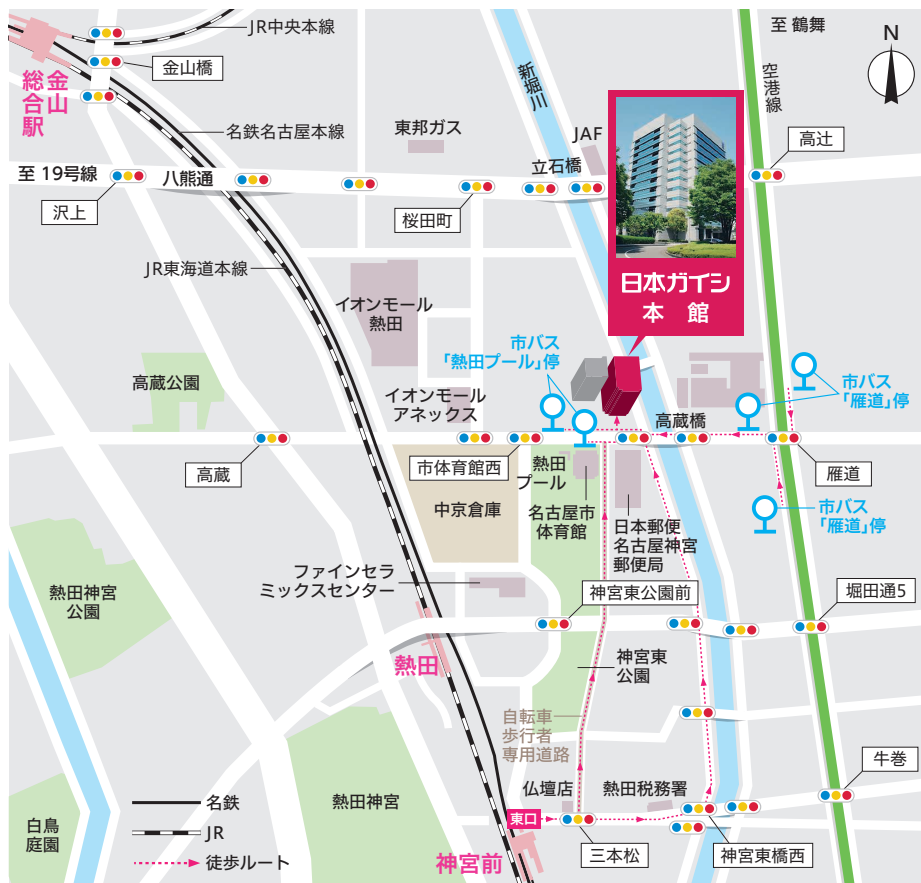 JR中央本線
至 鶴舞
N
金山橋
金山
総合駅
新堀川
空港線
名鉄名古屋本線
東邦ガス
JAF
高辻
至 19号線
八熊通
立石橋
沢上
桜田町
JR東海道本線
日本ガイシ
本 館
イオンモール
熱田
市バス
「熱田プール」停
高蔵公園
イオンモール
アネックス
市バス
「雁道」停
高蔵橋
高蔵
市体育館西
熱田
プール
雁道
中京倉庫
名古屋市
体育館
日本郵便
名古屋神宮
郵便局
市バス
「雁道」停
ファインセラ
ミックスセンター
熱田神宮
公園
神宮東公園前
堀田通5
熱田
神宮東
公園
自転車
歩行者
専用道路
牛巻
仏壇店
熱田税務署
名鉄
JR
徒歩ルート
熱田神宮
白鳥
庭園
東口
神宮前
三本松
神宮東橋西